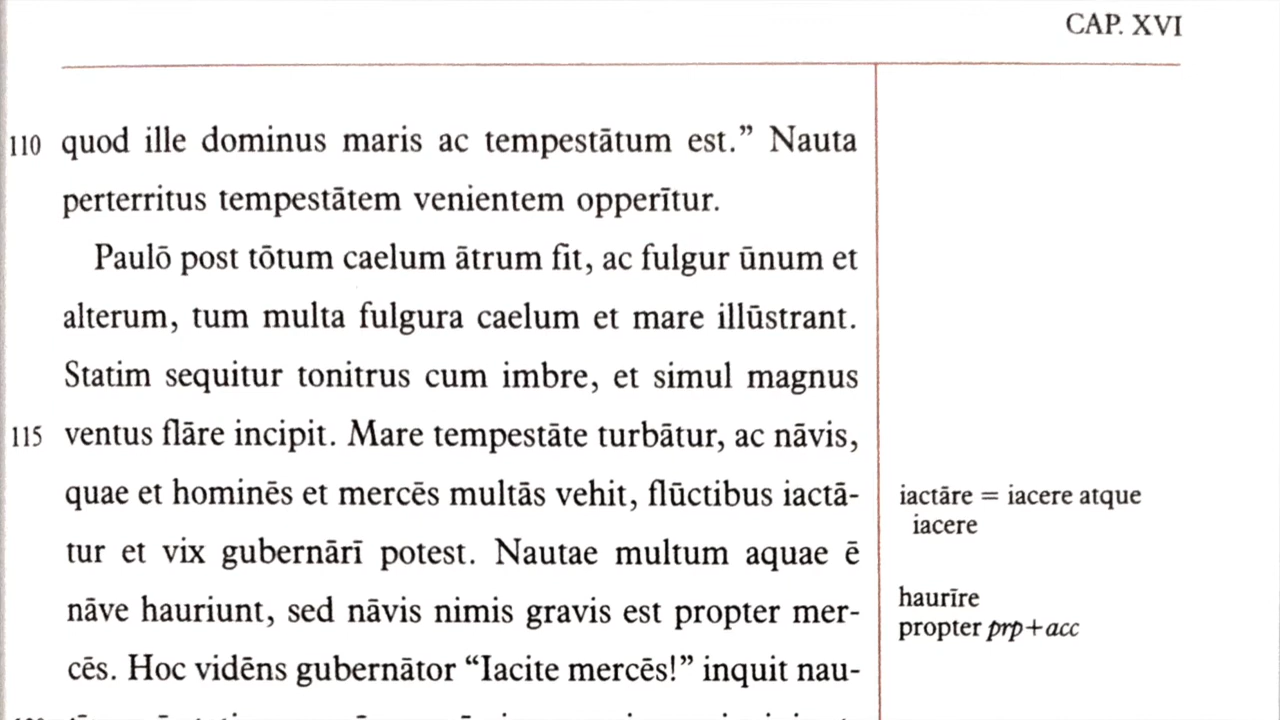 CAP. XVI
110 quod ille dominus maris ac tempestātum est.” Nauta
perterritus tempestātem venientem opperītur.
Paulō post tōtum caelum ātrum fit, ac fulgur ūnum et
alterum, tum multa fulgura caelum et mare illūstrant.
Statim sequitur tonitrus cum imbre, et simul magnus
115 ventus flāre incipit. Mare tempestāte turbātur, ac nāvis,
quae et hominēs et mercēs multās vehit, flūctibus iactā-
tur et vix gubernārī potest. Nautae multum aquae ē
nāve hauriunt, sed nāvis nimis gravis est propter mer-
cēs. Hoc vidēns gubernātor “Iacite mercēs!” inquit nau-
iactāre = iacere atque
iacere
haurīre
propter prp+acc